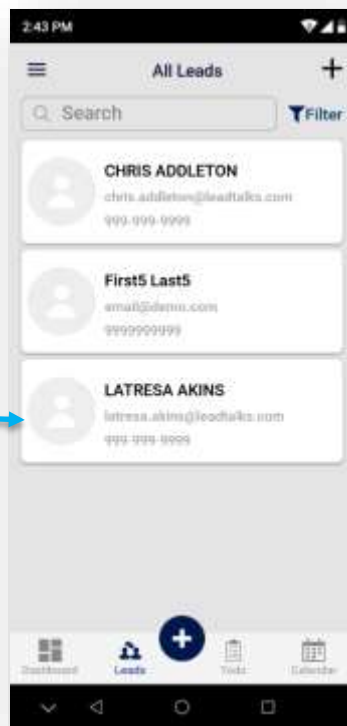 2:43 PM
All Leads
Search
Filter
CHRIS ADDLETON
chris.addleton@leadtalks.com
999-999-9999
First5 Last5
email@demo.com
9999999999
LATRESA AKINS
latresa.akins@leadtalks.com
999-999-9999
Dashboard
Leads
Todo
Calendar